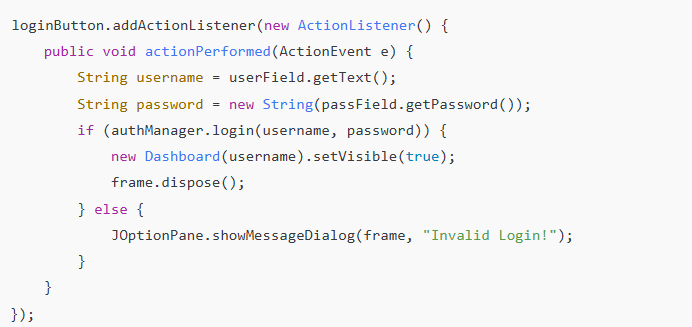 loginButton.addActionListener(new ActionListener() {
    public void actionPerformed(ActionEvent e) {
        String username = userField.getText();
        String password = new String(passField.getPassword());
        if (authManager.login(username, password)) {
            new Dashboard(username).setVisible(true);
            frame.dispose();
        } else {
            JOptionPane.showMessageDialog(frame, "Invalid Login!");
        }
    }
});